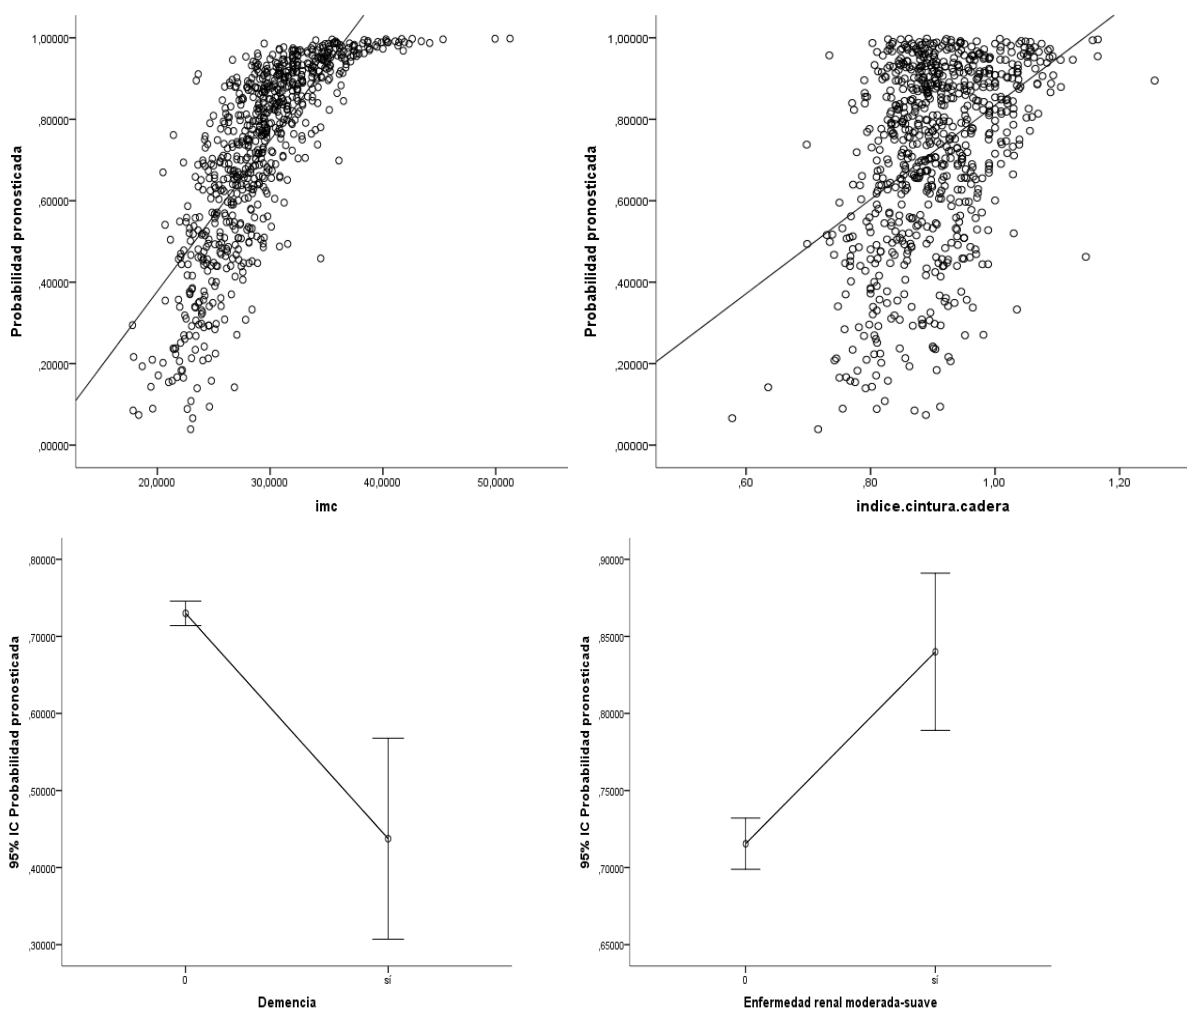 Probabilidad pronosticada
1,00000
,80000
,60000
,40000
,20000
,00000
20,0000 30,0000 40,0000 50,0000
imc
Probabilidad pronosticada
1,00000
,80000
,60000
,40000
,20000
,00000
,60 ,80 1,00 1,20
indice.cintura.cadera
95% IC Probabilidad pronosticada
,80000
,70000
,60000
,50000
,40000
,30000
0 sí
Demencia
95% IC Probabilidad pronosticada
,90000
,85000
,80000
,75000
,70000
,65000
0 sí
Enfermedad renal moderada-suave